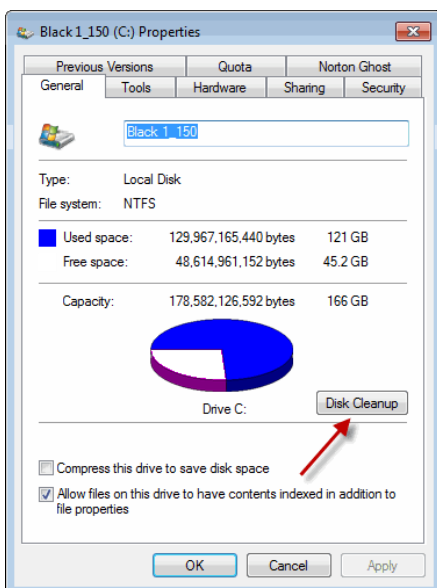 Black 1_150 (C:) Properties
Previous Versions Quota Norton Ghost
General Tools Hardware Sharing Security
Black 1_150
Type: Local Disk
File system: NTFS
Used space: 129,967,165,440 bytes 121 GB
Free space: 48,614,961,152 bytes 45.2 GB
Capacity: 178,582,126,592 bytes 166 GB
Drive C:
Disk Cleanup
Compress this drive to save disk space
Allow files on this drive to have contents indexed in addition to
file properties
OK Cancel Apply